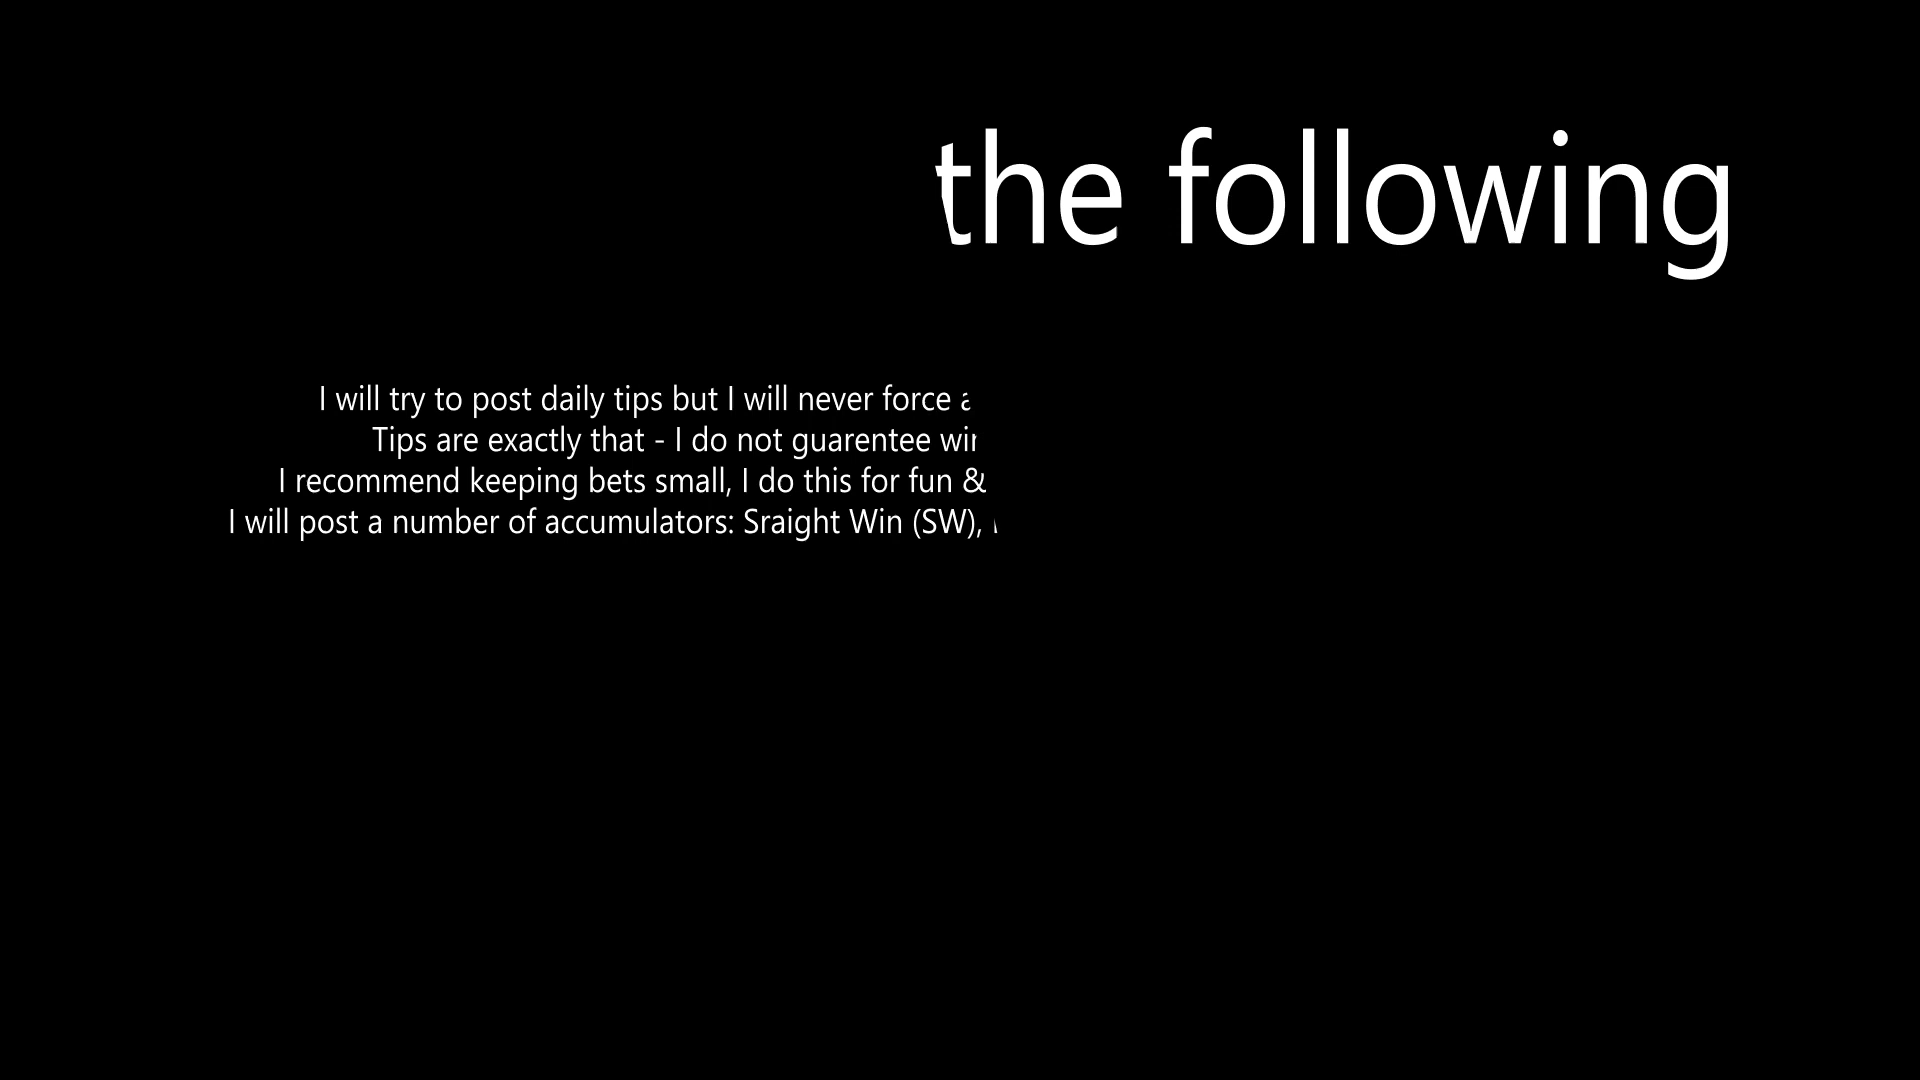 the following
I will try to post daily tips but I will never force
Tips are exactly that - I do not guarentee
I recommend keeping bets small, I do this for fun &
I will post a number of accumulators: Sraight Win (SW),